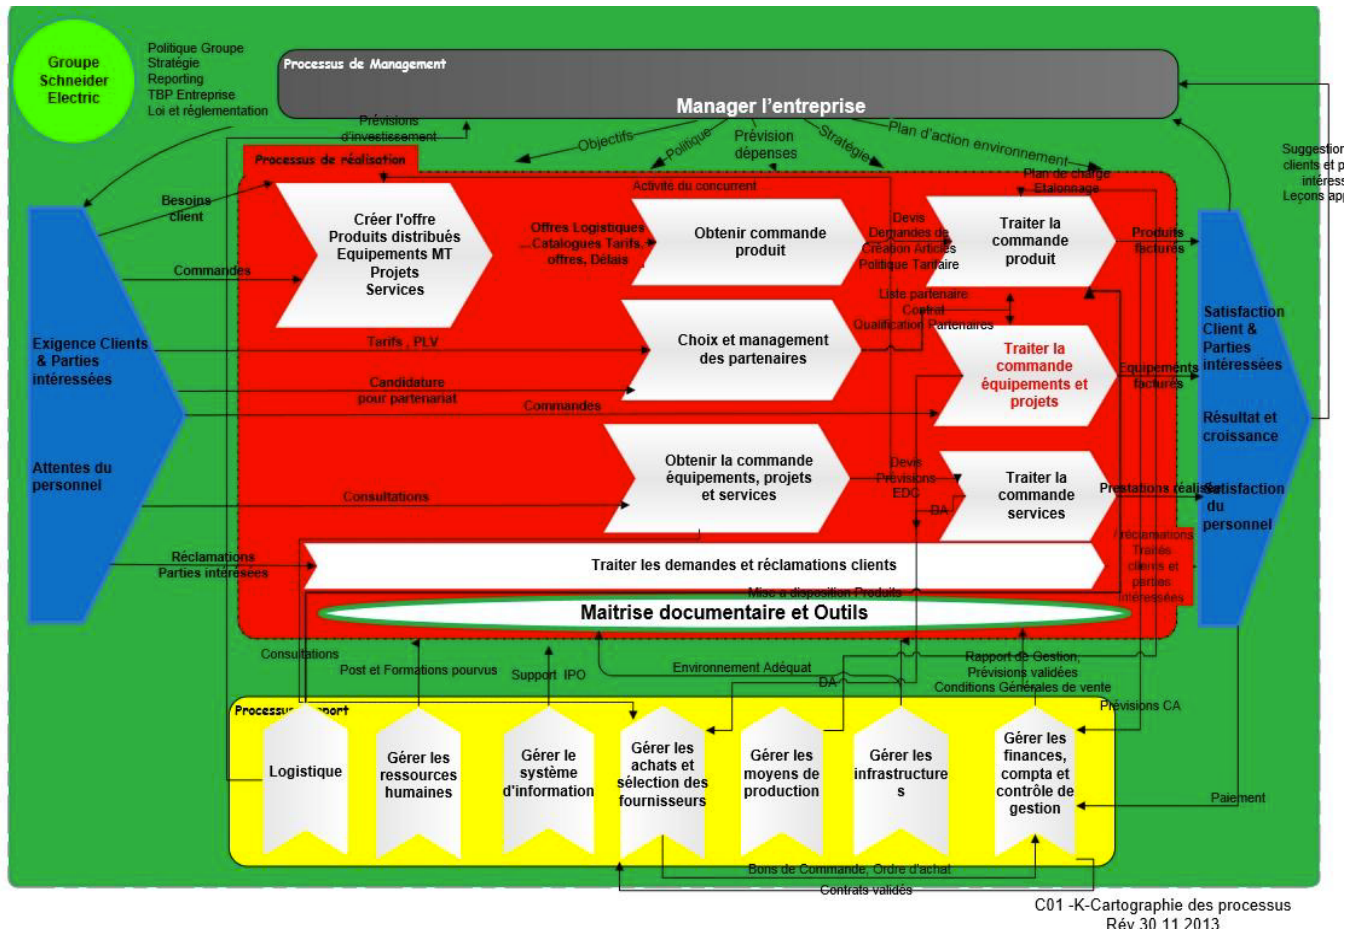 Groupe
Schneider
Electric
Politique Groupe
Stratégie
Reporting
TBP Entreprise
Loi et réglementation
Processus de Management
Manager l'entreprise
Prévisions
d'investissement
Objectifs
Politique
Prévision
dépenses
Stratégie
Plan d'action environnement
Suggestion
clients et p
intéress
Leçons app
Processus de réalisation
Activité du concurrent
Plan de charge
Etalonnage
Besoins
client
Créer l'offre
Produits distribués
Equipements MT
Projets
Services
Offres Logistiques
Catalogues Tarifs,
offres, Délais
Obtenir commande
produit
Devis
Demandes de
Création Articles
Politique Tarifaire
Traiter la
commande
produit
Produits
facturés
Commandes
Liste partenaire
Contrat
Qualification Partenaires
Exigence Clients
& Parties
intéressées
Tarifs , PLV
Choix et management
des partenaires
Traiter la
commande
équipements et
projets
Equipements
facturés
Satisfaction
Client &
Parties
intéressées
Candidature
pour partenariat
Commandes
Résultat et
croissance
Attentes du
personnel
Obtenir la commande
équipements, projets
et services
Devis
Prévisions
EDC
DA
Traiter la
commande
services
Prestations réalisée
Satisfaction
du
personnel
Consultations
Réclamations
Parties intéresées
Traiter les demandes et réclamations clients
/ réclamations
Traités
clients et
parties
intéressées
Mise a disposition Produits
Maitrise documentaire et Outils
Consultations
Post et Formations pourvus
Support IPO
Environnement Adéquat
DA
Rapport de Gestion,
Prévisions validées
Conditions Générales de vente
Prévisions CA
Processus port
Logistique
Gérer les
ressources
humaines
Gérer le
système
d'information
Gérer les
achats et
sélection des
fournisseurs
Gérer les
moyens de
production
Gérer les
infrastructure
s
Gérer les
finances,
compta et
contrôle de
gestion
Paiement
Bons de Commande, Ordre d'achat
Contrats validés
C01 -K-Cartographie des processus
Rév 30 11 2013